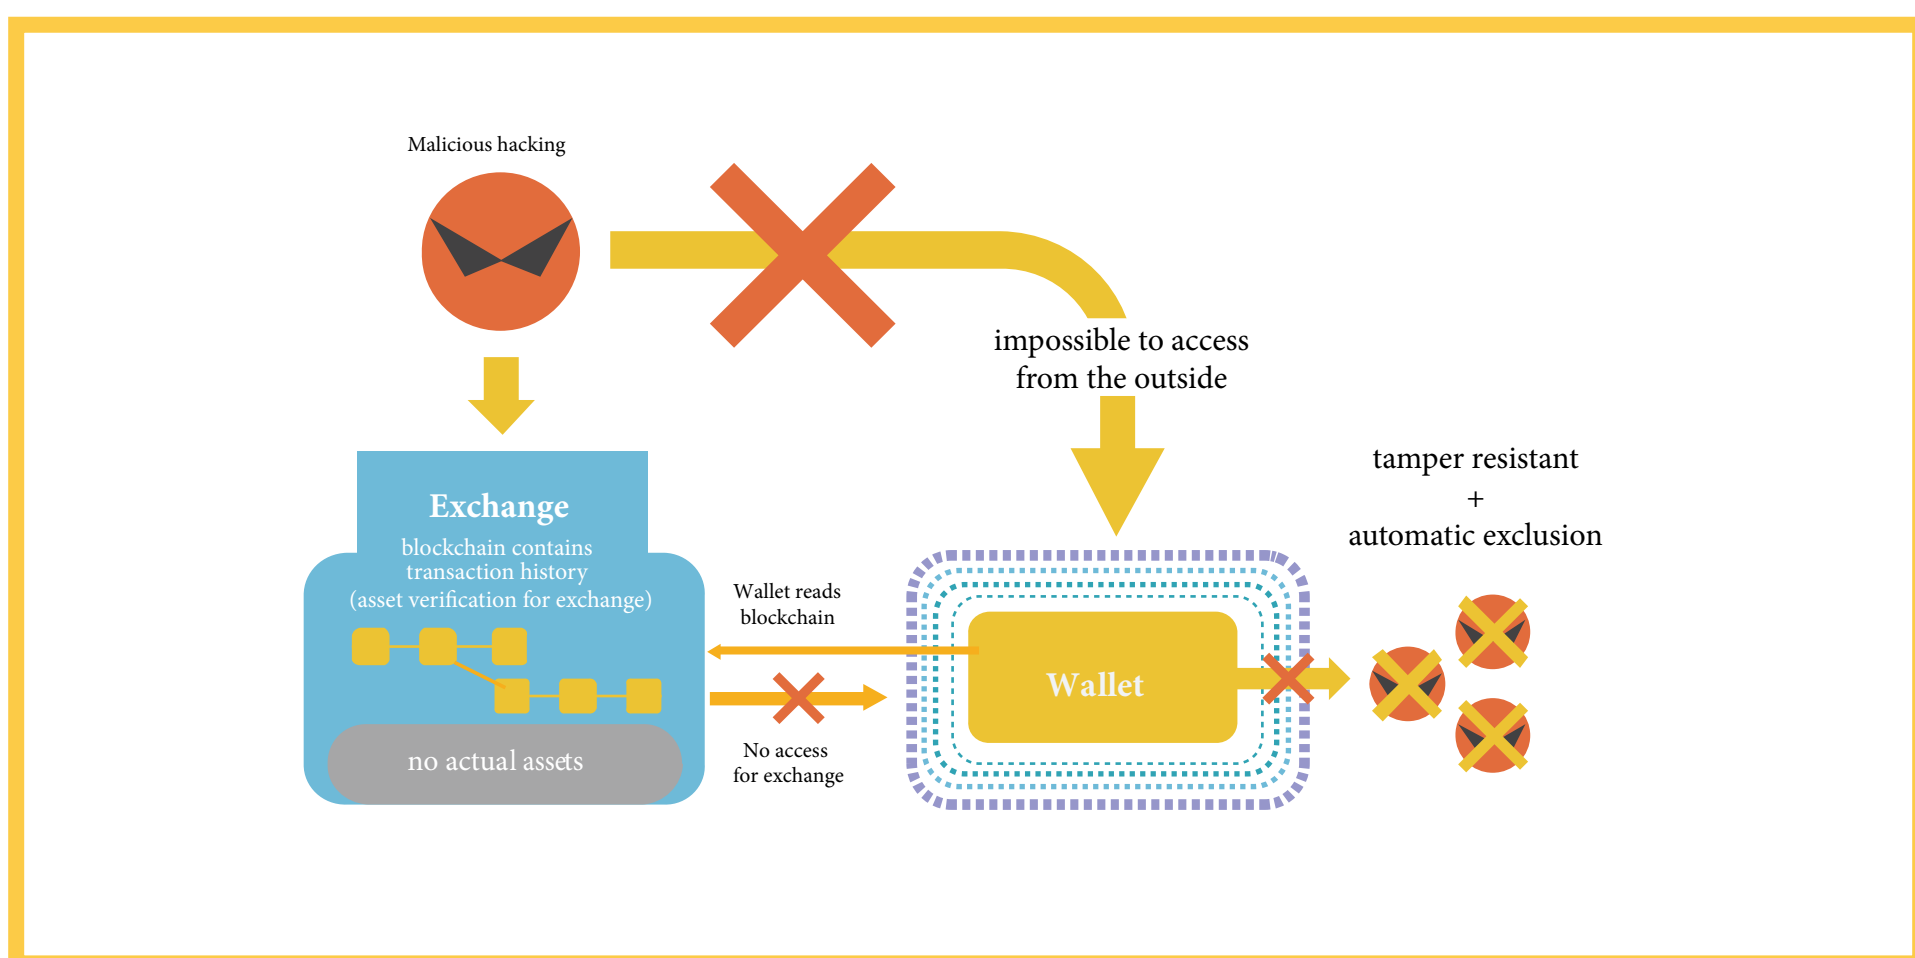 Malicious hacking
impossible to access
from the outside
tamper resistant
+
automatic exclusion
Exchange
blockchain contains
transaction history
(asset verification for exchange)
no actual assets
Wallet reads
blockchain
No access
for exchange
Wallet